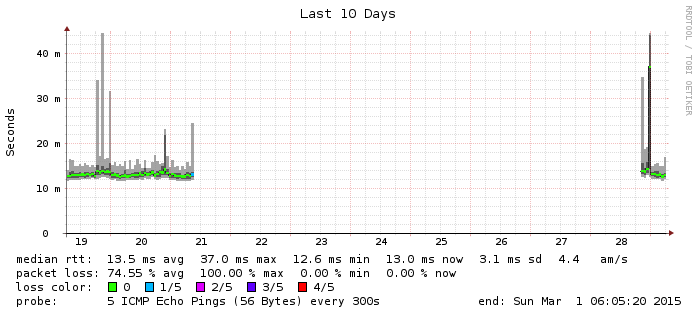 Last 10 Days
RRDTOOL / TOBI OETIKER
Seconds
40 m
30 m
20 m
10 m
0
19 20 21 22 23 24 25 26 27 28
median rtt: 13.5 ms avg 37.0 ms max 12.6 ms min 13.0 ms now 3.1 ms sd 4.4 am/s
packet loss: 74.55 % avg 100.00 % max 0.00 % min 0.00 % now
loss color: 0 1/5 2/5 3/5 4/5
probe: 5 ICMP Echo Pings (56 Bytes) every 300s end: Sun Mar 1 06:05:20 2015